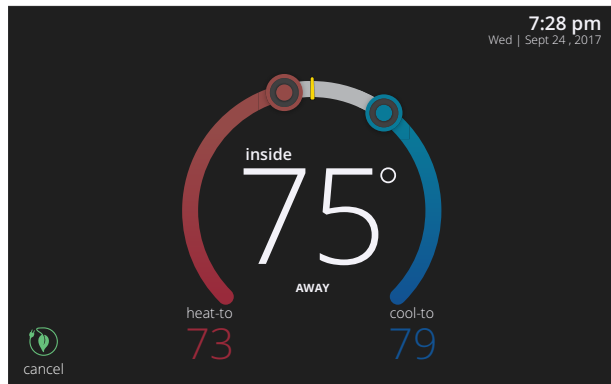 7:28 pm
Wed | Sept 24 , 2017
inside
75°
AWAY
heat-to
73
cool-to
79
cancel